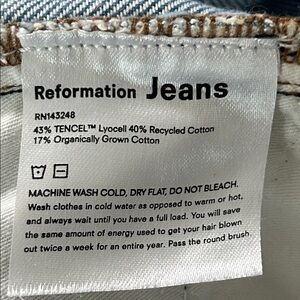 Reformation Jeans
RN143248
43% TENCEL™ Lyocell 40% Recycled Cotton
17% Organically Grown Cotton
MACHINE WASH COLD, DRY FLAT, DO NOT BLEACH.
Wash clothes in cold water as opposed to warm or hot,
and always wait until you have a full load. You will save
the same amount of energy used to get your hair blown
out twice a week for an entire year. Pass the round brush.